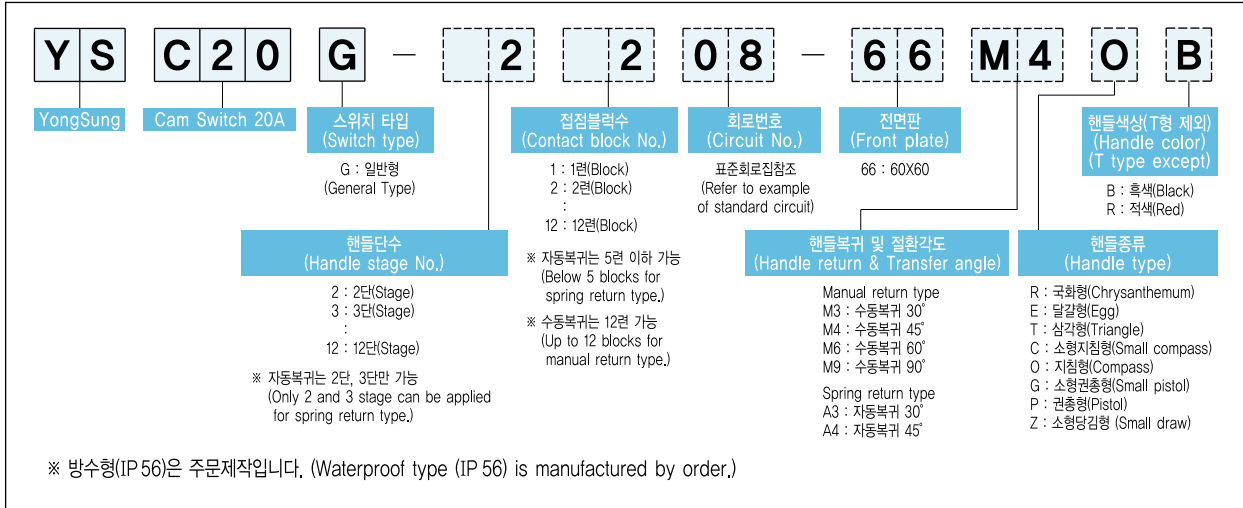 YS C20 G - 2 2 08 - 66 M4 O B
YongSung
Cam Switch 20A
스위치 타입
(Switch type)
G : 일반형
(General Type)
핸들단수
(Handle stage No.)
2 : 2단(Stage)
3 : 3단(Stage)
:
12 : 12단(Stage)
※ 자동복귀는 2단, 3단만 가능
(Only 2 and 3 stage can be applied
for spring return type.)
접점블럭수
(Contact block No.)
1 : 1련(Block)
2 : 2련(Block)
:
12 : 12련(Block)
※ 자동복귀는 5련 이하 가능
(Below 5 blocks for
spring return type.)
※ 수동복귀는 12련 가능
(Up to 12 blocks for
manual return type.)
회로번호
(Circuit No.)
표준회로집참조
(Refer to example
of standard circuit)
전면판
(Front plate)
66 : 60X60
핸들복귀 및 절환각도
(Handle return & Transfer angle)
Manual return type
M3 : 수동복귀 30°
M4 : 수동복귀 45°
M6 : 수동복귀 60°
M9 : 수동복귀 90°
Spring return type
A3 : 자동복귀 30°
A4 : 자동복귀 45°
핸들색상(T형 제외)
(Handle color)
(T type except)
B : 흑색(Black)
R : 적색(Red)
핸들종류
(Handle type)
R : 국화형(Chrysanthemum)
E : 달걀형(Egg)
T : 삼각형(Triangle)
C : 소형지침형(Small compass)
O : 지침형(Compass)
G : 소형권총형(Small pistol)
P : 권총형(Pistol)
Z : 소형당김형 (Small draw)
※ 방수형(IP 56)은 주문제작입니다. (Waterproof type (IP 56) is manufactured by order.)